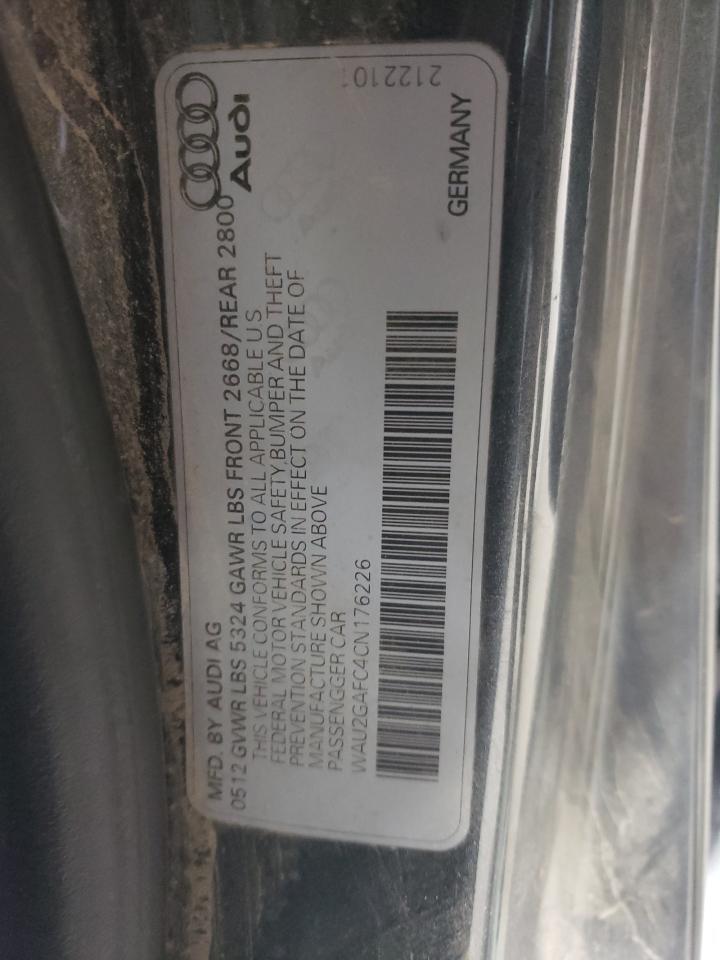 Audi
MFD. BY AUDI AG
0512 GVWR LBS 5324 GAWR LBS FRONT 2668/REAR 2800
THIS VEHICLE CONFORMS TO ALL APPLICABLE U S
FEDERAL MOTOR VEHICLE SAFETY,BUMPER AND THEFT
PREVENTION STANDARDS IN EFFECT ON THE DATE OF
MANUFACTURE SHOWN ABOVE
PASSENGGER CAR
WAU2GAFC4CN176226
GERMANY